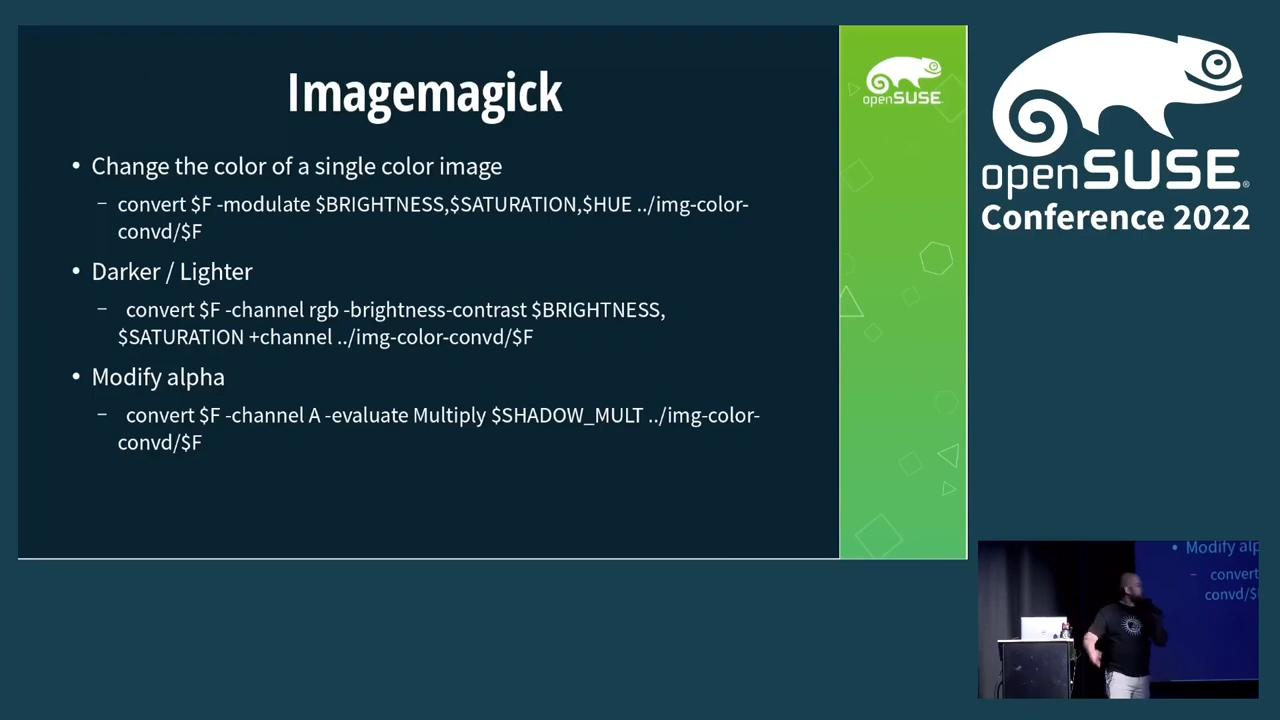 Imagemagick
• Change the color of a single color image
– convert $F -modulate $BRIGHTNESS,$SATURATION,$HUE ../img-color-
convd/$F
• Darker / Lighter
– convert $F -channel rgb -brightness-contrast $BRIGHTNESS,
$SATURATION +channel ../img-color-convd/$F
• Modify alpha
– convert $F -channel A -evaluate Multiply $SHADOW_MULT ../img-color-
convd/$F
openSUSE
openSUSE®
Conference 2022
• Modify alp
– convert
convd/$